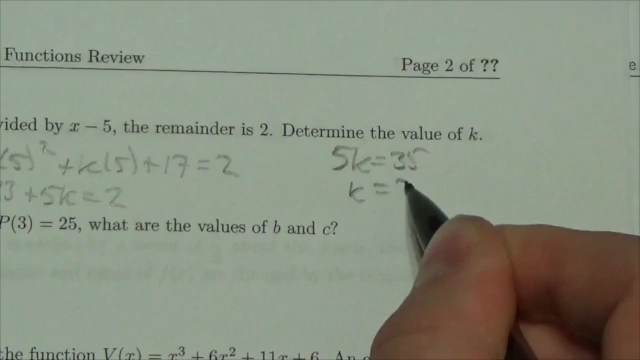 Functions Review
Page 2 of ??
vided by x − 5, the remainder is 2. Determine the value of k.
(5)² + k(5) + 17 = 2
5k = 35
3 + 5k = 2
k =
P(3) = 25, what are the values of b and c?
the function V(x) = x³ + 6x² + 11x + 6.